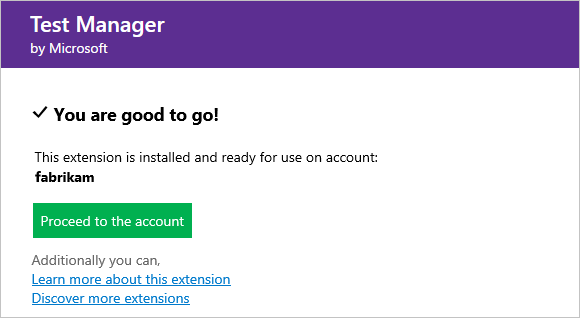 Test Manager
by Microsoft
You are good to go!
This extension is installed and ready for use on account:
fabrikam
Proceed to the account
Additionally you can,
Learn more about this extension
Discover more extensions